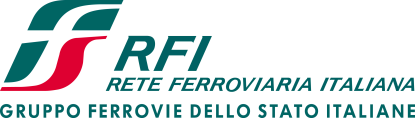 RFI
RETE FERROVIARIA ITALIANA
GRUPPO FERROVIE DELLO STATO ITALIANE